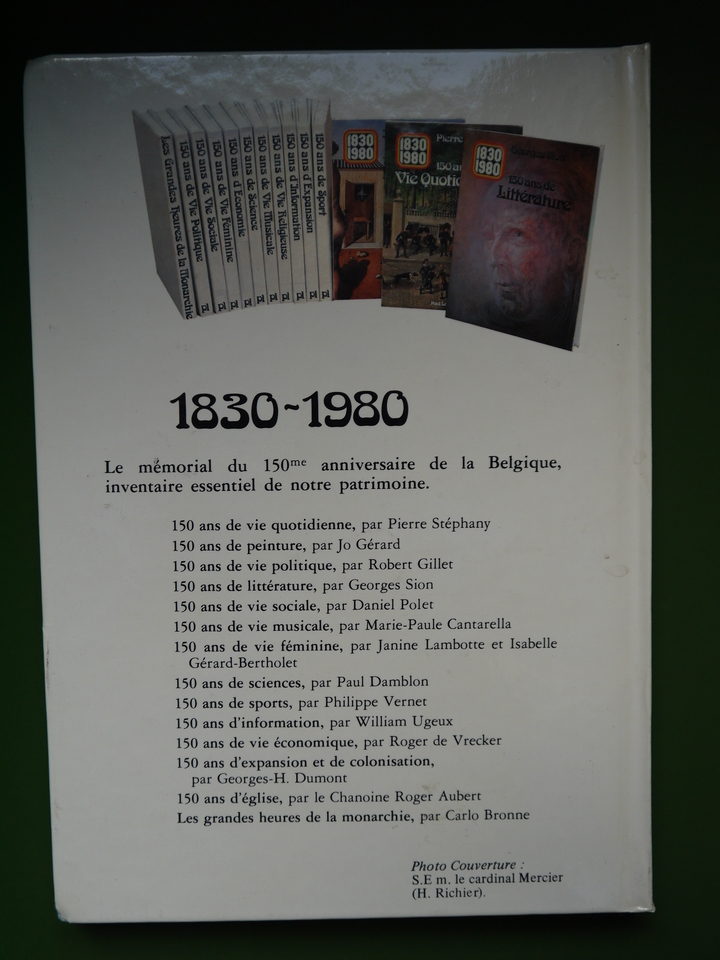 Les Grandes heures de la Monarchie
150 ans de Vie Politique
150 ans de Vie Sociale
150 ans de Vie Féminine
150 ans d'Economie
150 ans de Science
150 ans de Vie Musicale
150 ans de Vie Religieuse
150 ans d'Information
150 ans d'Expansion
150 ans de Sport
1830
1980
1830
1980
Pierre
150 an
Vie Quotid
1830
1980
150 ans de
Littérature
1830~1980
Le mémorial du 150me anniversaire de la Belgique,
inventaire essentiel de notre patrimoine.
150 ans de vie quotidienne, par Pierre Stéphany
150 ans de peinture, par Jo Gérard
150 ans de vie politique, par Robert Gillet
150 ans de littérature, par Georges Sion
150 ans de vie sociale, par Daniel Polet
150 ans de vie musicale, par Marie-Paule Cantarella
150 ans de vie féminine, par Janine Lambotte et Isabelle
Gérard-Bertholet
150 ans de sciences, par Paul Damblon
150 ans de sports, par Philippe Vernet
150 ans d'information, par William Ugeux
150 ans de vie économique, par Roger de Vrecker
150 ans d'expansion et de colonisation,
par Georges-H. Dumont
150 ans d'église, par le Chanoine Roger Aubert
Les grandes heures de la monarchie, par Carlo Bronne
Photo Couverture :
S.E m. le cardinal Mercier
(H. Richier).